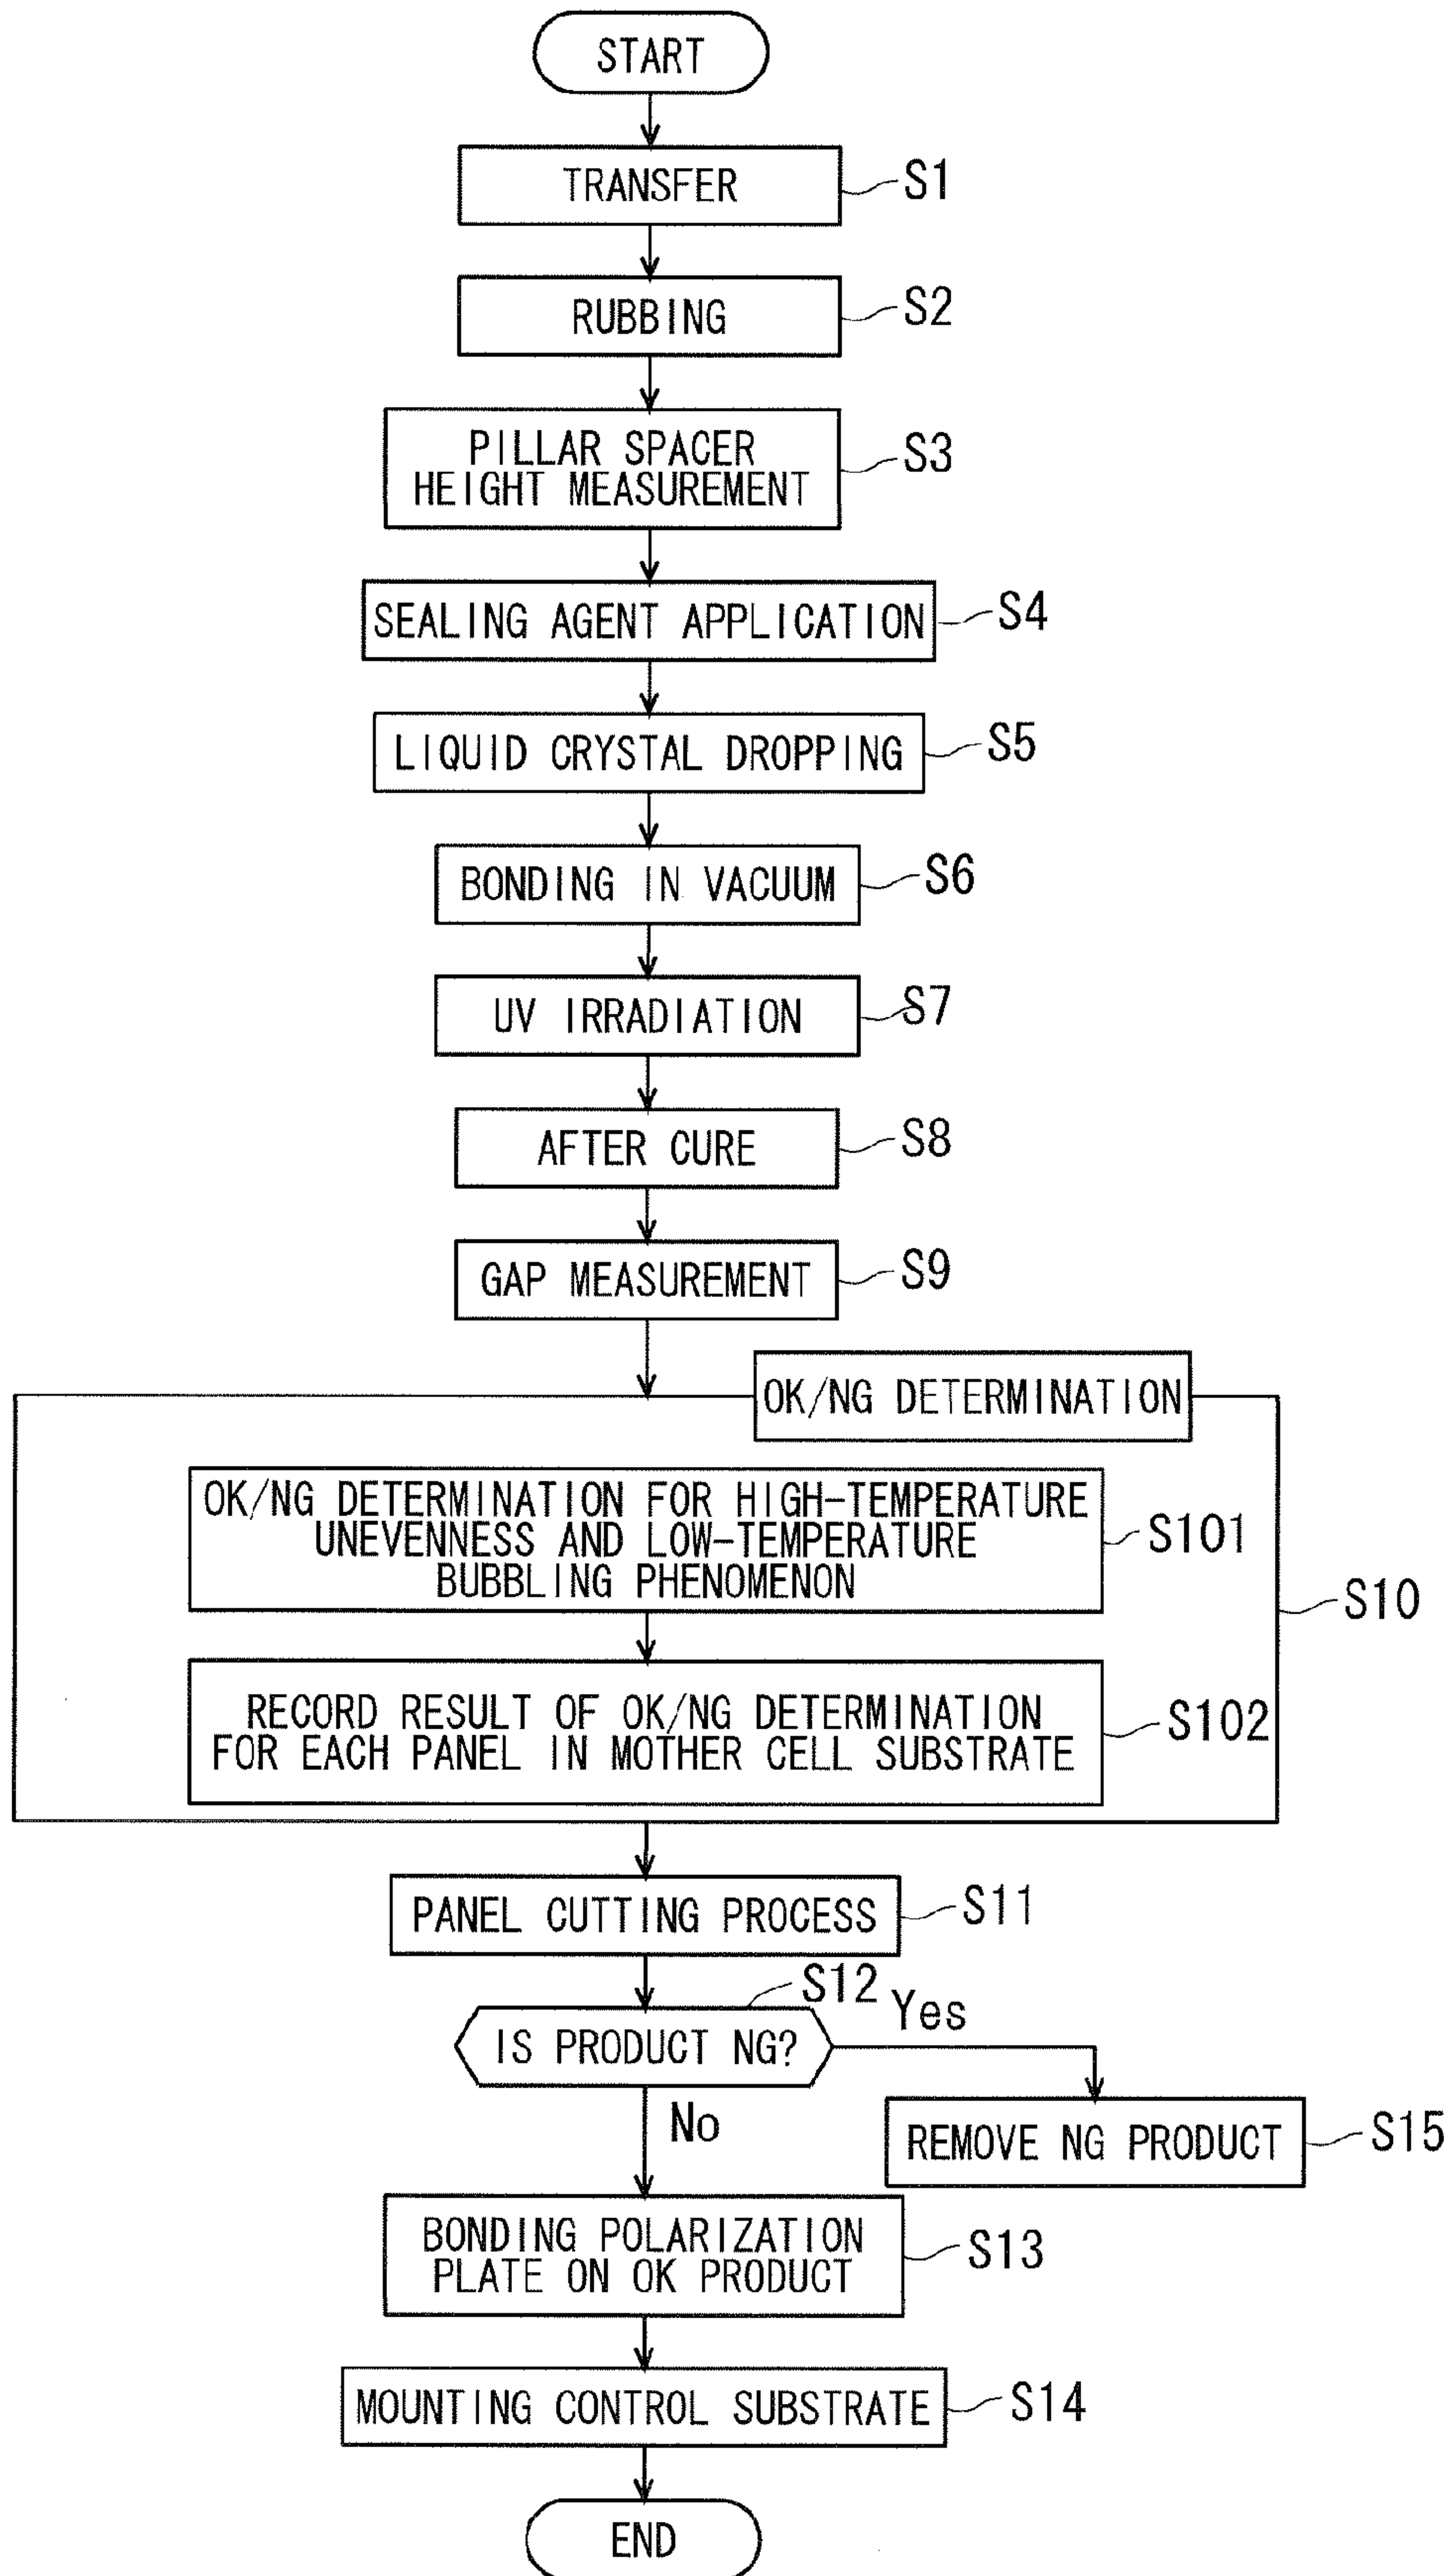 START
TRANSFER
S1
RUBBING
S2
PILLAR SPACER
HEIGHT MEASUREMENT
S3
SEALING AGENT APPLICATION
S4
LIQUID CRYSTAL DROPPING
S5
BONDING IN VACUUM
S6
UV IRRADIATION
S7
AFTER CURE
S8
GAP MEASUREMENT
S9
OK/NG DETERMINATION
OK/NG DETERMINATION FOR HIGH-TEMPERATURE
UNEVENNESS AND LOW-TEMPERATURE
BUBBLING PHENOMENON
S101
S10
RECORD RESULT OF OK/NG DETERMINATION
FOR EACH PANEL IN MOTHER CELL SUBSTRATE
S102
PANEL CUTTING PROCESS
S11
S12
IS PRODUCT NG?
Yes
No
REMOVE NG PRODUCT
S15
BONDING POLARIZATION
PLATE ON OK PRODUCT
S13
MOUNTING CONTROL SUBSTRATE
S14
END